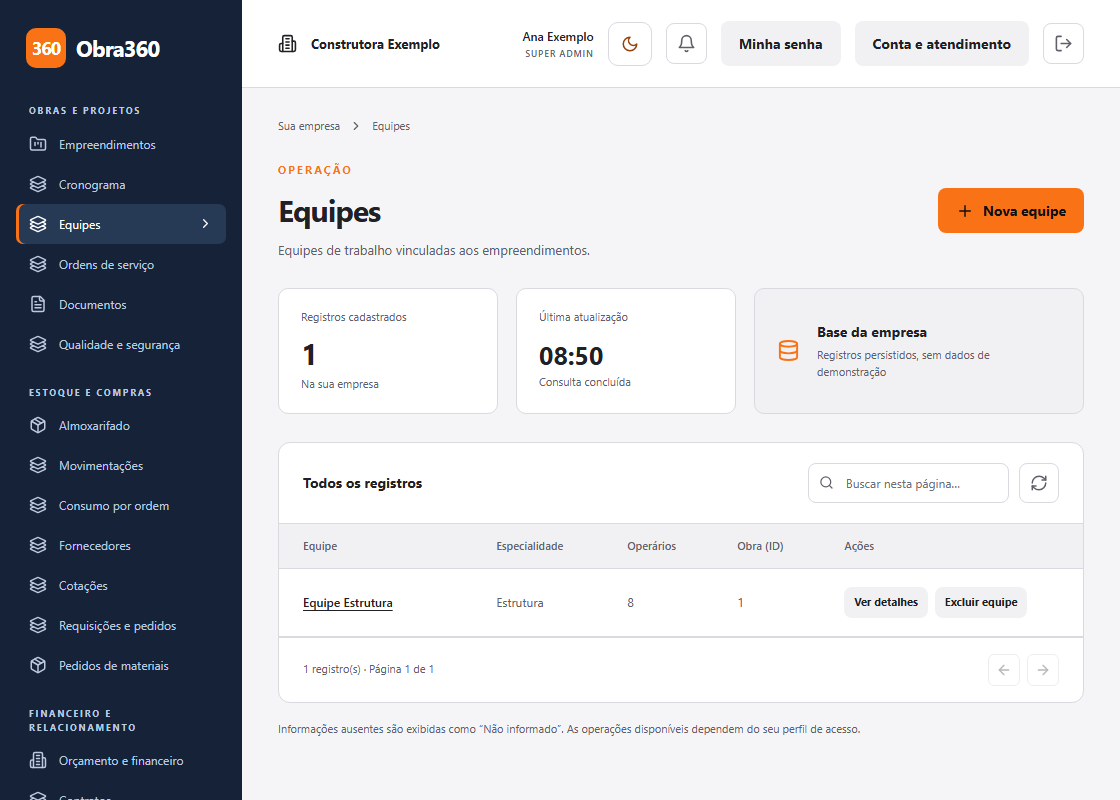 360 Obra360
OBRAS E PROJETOS
Empreendimentos
Cronograma
Equipes
Ordens de serviço
Documentos
Qualidade e segurança
ESTOQUE E COMPRAS
Almoxarifado
Movimentações
Consumo por ordem
Fornecedores
Cotações
Requisições e pedidos
Pedidos de materiais
FINANCEIRO E
RELACIONAMENTO
Orçamento e financeiro
Construtora Exemplo
Ana Exemplo
SUPER ADMIN
Minha senha
Conta e atendimento
Sua empresa
Equipes
OPERAÇÃO
Equipes
Nova equipe
Equipes de trabalho vinculadas aos empreendimentos.
Registros cadastrados
1
Na sua empresa
Última atualização
08:50
Consulta concluída
Base da empresa
Registros persistidos, sem dados de
demonstração
Todos os registros
Buscar nesta página...
Equipe Especialidade Operários Obra (ID) Ações
Equipe Estrutura Estrutura 8 1 Ver detalhes Excluir equipe
1 registro(s) · Página 1 de 1
Informações ausentes são exibidas como “Não informado”. As operações disponíveis dependem do seu perfil de acesso.